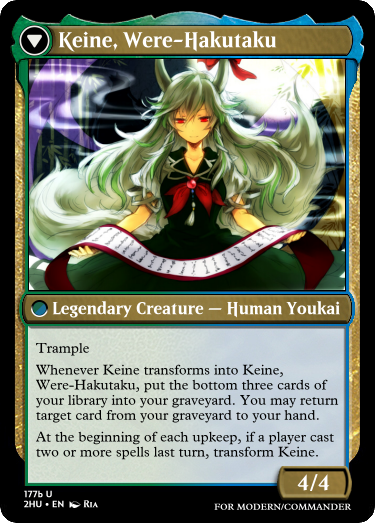 Keine, Were-Hakutaku
Legendary Creature — Human Youkai
Trample
Whenever Keine transforms into Keine,
Were-Hakutaku, put the bottom three cards of
your library into your graveyard. You may return
target card from your graveyard to your hand.
At the beginning of each upkeep, if a player cast
two or more spells last turn, transform Keine.
4/4
177b U
2HU • EN Ria
FOR MODERN/COMMANDER